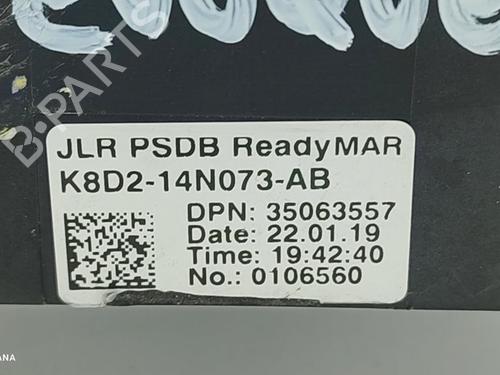 JLR PSDB ReadyMAR
K8D2-14N073-AB
DPN: 35063557
Date: 22.01.19
Time: 19:42:40
No.: 0106560
B-PARTS
ANA